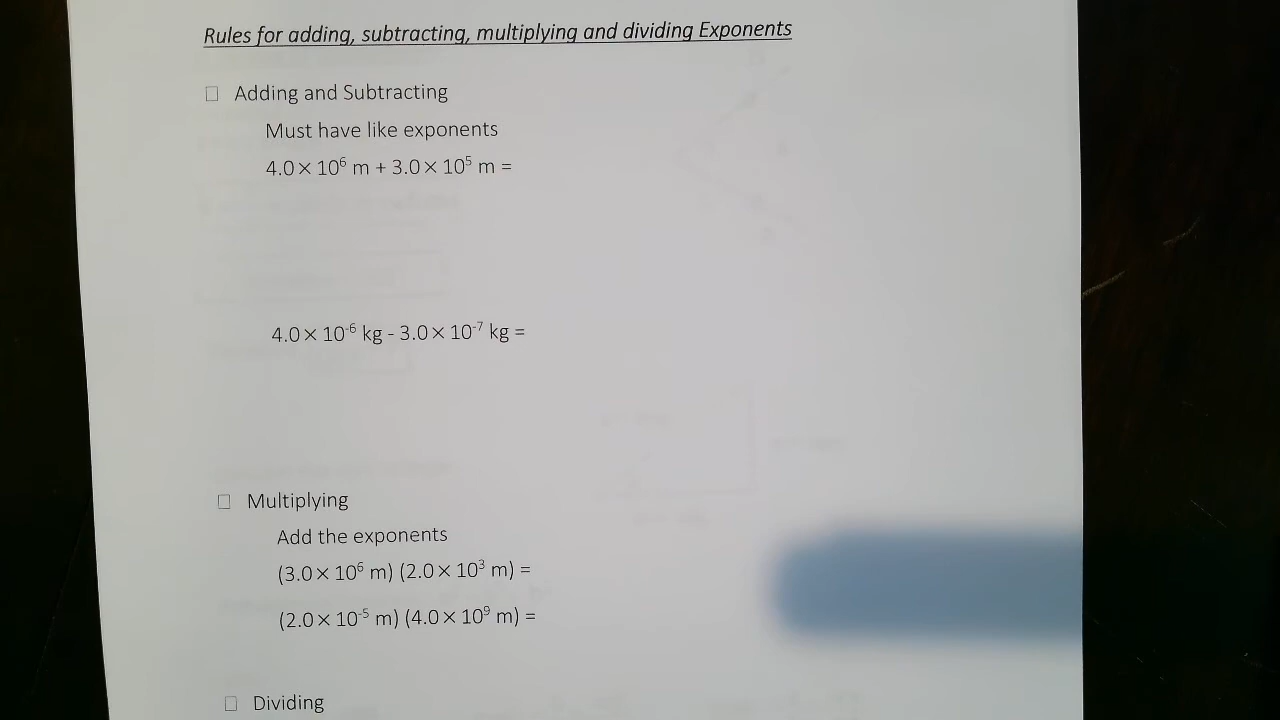 Rules for adding, subtracting, multiplying and dividing Exponents
Adding and Subtracting
Must have like exponents
4.0 × 10⁶ m + 3.0 × 10⁵ m =
4.0 × 10⁻⁶ kg - 3.0 × 10⁻⁷ kg =
Multiplying
Add the exponents
(3.0 × 10⁶ m) (2.0 × 10³ m) =
(2.0 × 10⁻⁵ m) (4.0 × 10⁹ m) =
Dividing